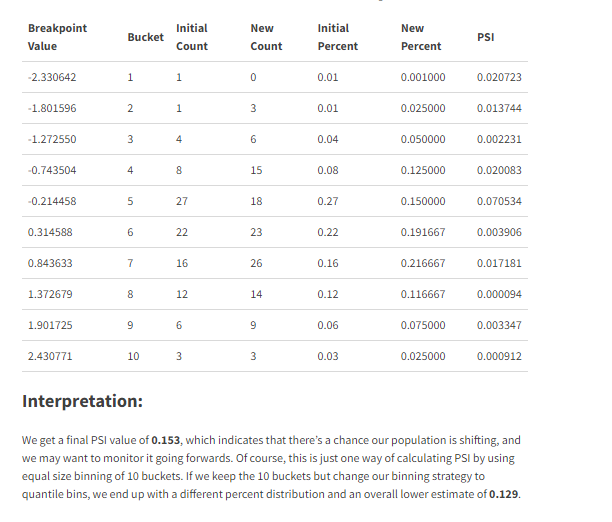 Breakpoint Value Bucket Initial Count New Count Initial Percent New Percent PSI
-2.330642 1 1 0 0.01 0.001000 0.020723
-1.801596 2 1 3 0.01 0.025000 0.013744
-1.272550 3 4 6 0.04 0.050000 0.002231
-0.743504 4 8 15 0.08 0.125000 0.020083
-0.214458 5 27 18 0.27 0.150000 0.070534
0.314588 6 22 23 0.22 0.191667 0.003906
0.843633 7 16 26 0.16 0.216667 0.017181
1.372679 8 12 14 0.12 0.116667 0.000094
1.901725 9 6 9 0.06 0.075000 0.003347
2.430771 10 3 3 0.03 0.025000 0.000912
Interpretation:
We get a final PSI value of 0.153, which indicates that there's a chance our population is shifting, and
we may want to monitor it going forwards. Of course, this is just one way of calculating PSI by using
equal size binning of 10 buckets. If we keep the 10 buckets but change our binning strategy to
quantile bins, we end up with a different percent distribution and an overall lower estimate of 0.129.